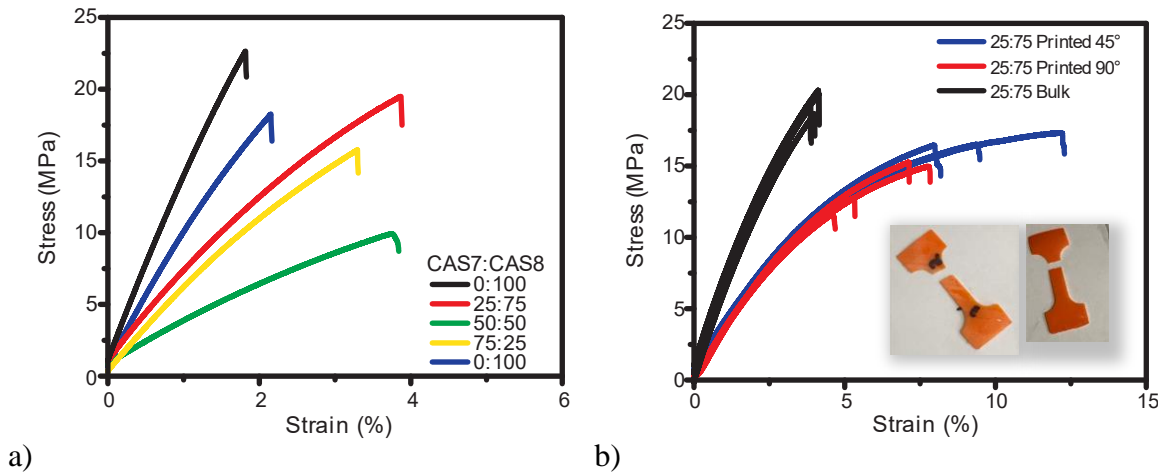 25
20
15
10
5
0
Stress (MPa)
0
2
4
6
Strain (%)
CAS7:CAS8
0:100
25:75
50:50
75:25
0:100
a)
25
20
15
10
5
0
Stress (MPa)
0
5
10
15
Strain (%)
25:75 Printed 45°
25:75 Printed 90°
25:75 Bulk
b)